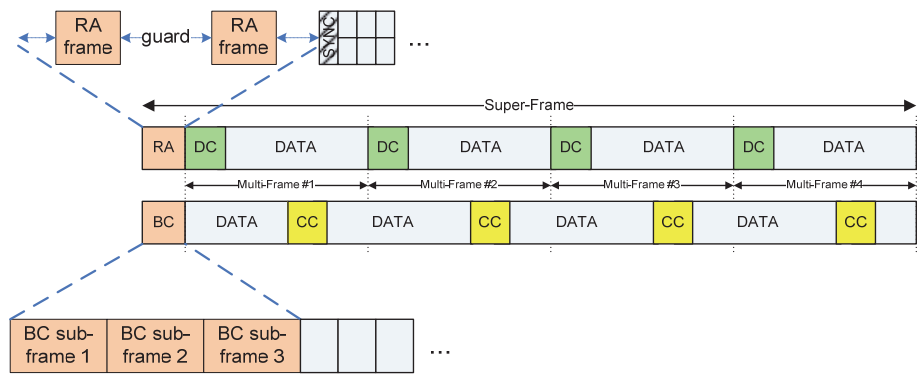 RA
frame
guard
RA
frame
SYNC
...
Super-Frame
RA
DC
DATA
DC
DATA
DC
DATA
DC
DATA
Multi-Frame #1
Multi-Frame #2
Multi-Frame #3
Multi-Frame #4
BC
DATA
CC
DATA
CC
DATA
CC
DATA
CC
BC sub-
frame 1
BC sub-
frame 2
BC sub-
frame 3
...